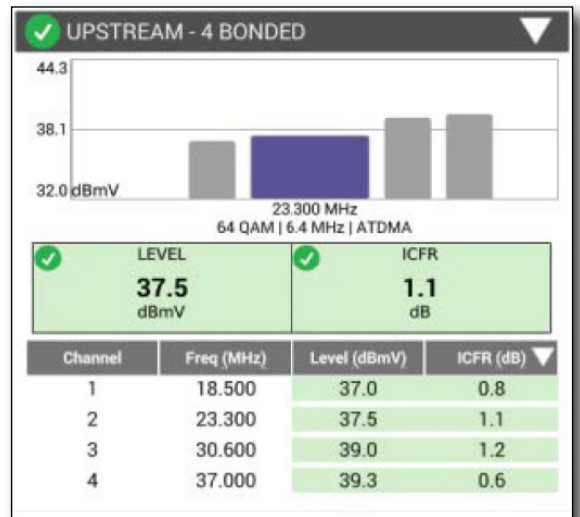 UPSTREAM - 4 BONDED
44.3
38.1
32.0 dBmV
23.300 MHz
64 QAM | 6.4 MHz | ATDMA
LEVEL
37.5
dBmV
ICFR
1.1
dB
Channel Freq (MHz) Level (dBmV) ICFR (dB)
1 18.500 37.0 0.8
2 23.300 37.5 1.1
3 30.600 39.0 1.2
4 37.000 39.3 0.6